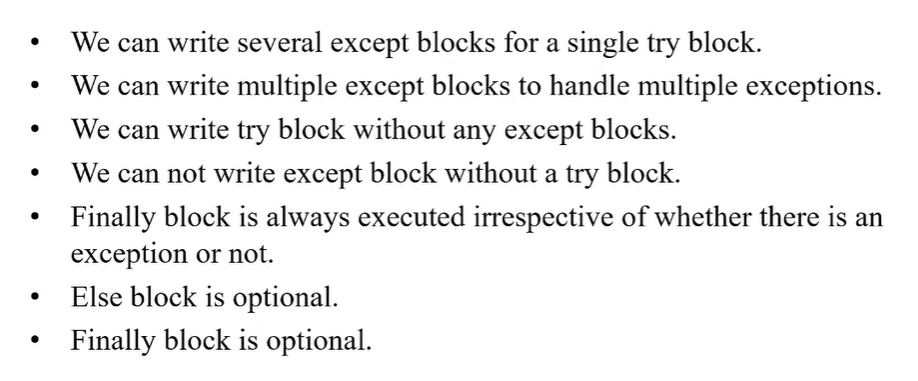 • We can write several except blocks for a single try block.
• We can write multiple except blocks to handle multiple exceptions.
• We can write try block without any except blocks.
• We can not write except block without a try block.
• Finally block is always executed irrespective of whether there is an
exception or not.
• Else block is optional.
• Finally block is optional.